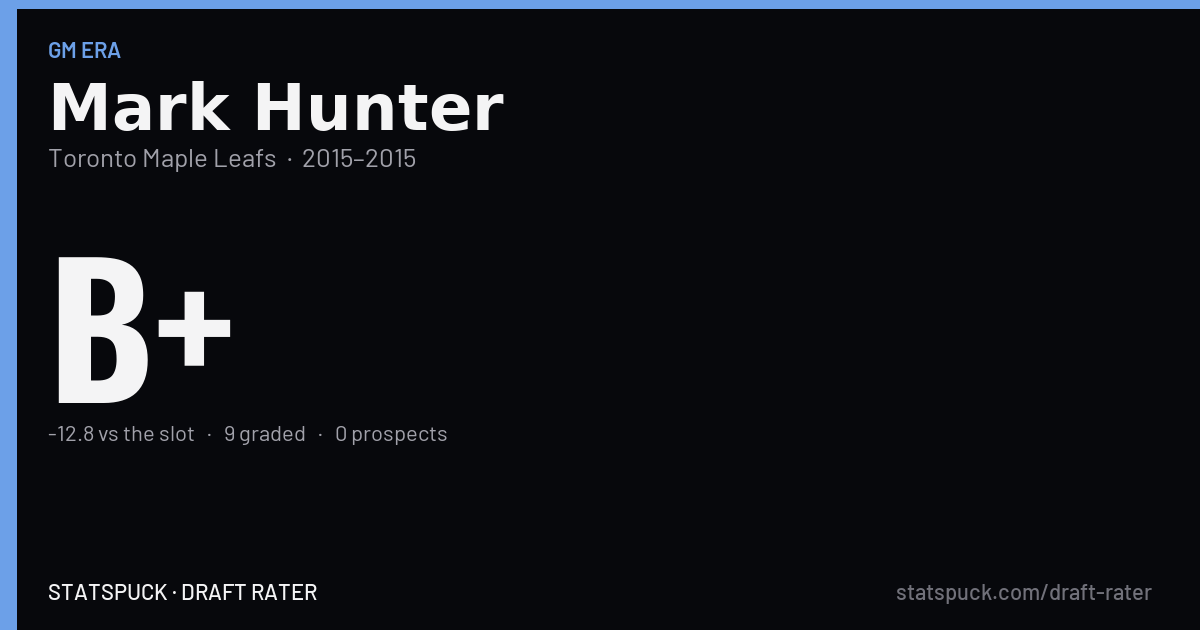 GM ERA
Mark Hunter
Toronto Maple Leafs · 2015–2015
B+
-12.8 vs the slot · 9 graded · 0 prospects
STATSPUCK · DRAFT RATER
statspuck.com/draft-rater